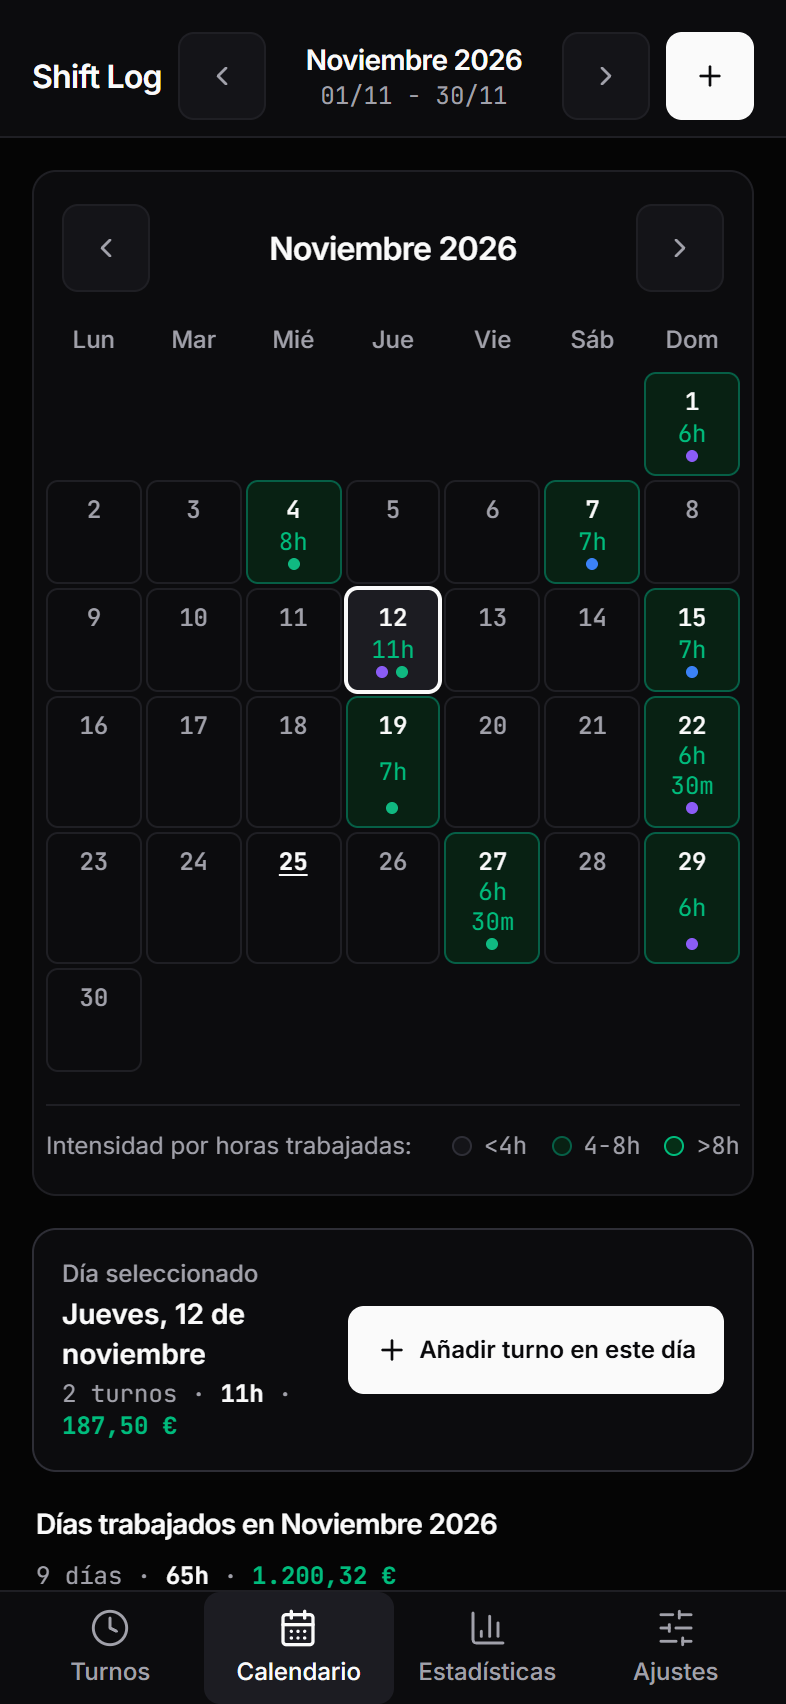 Shift Log
Noviembre 2026
01/11 - 30/11
Noviembre 2026
Lun Mar Mié Jue Vie Sáb Dom
1
6h
2 3 4 5 6 7 8
8h 7h
9 10 11 12 13 14 15
11h 7h
16 17 18 19 20 21 22
7h 6h
30m
23 24 25 26 27 28 29
6h
30m 6h
30
Intensidad por horas trabajadas: <4h 4-8h >8h
Día seleccionado
Jueves, 12 de
noviembre
2 turnos · 11h ·
187,50 €
Añadir turno en este día
Días trabajados en Noviembre 2026
9 días · 65h · 1.200,32 €
Turnos Calendario Estadísticas Ajustes